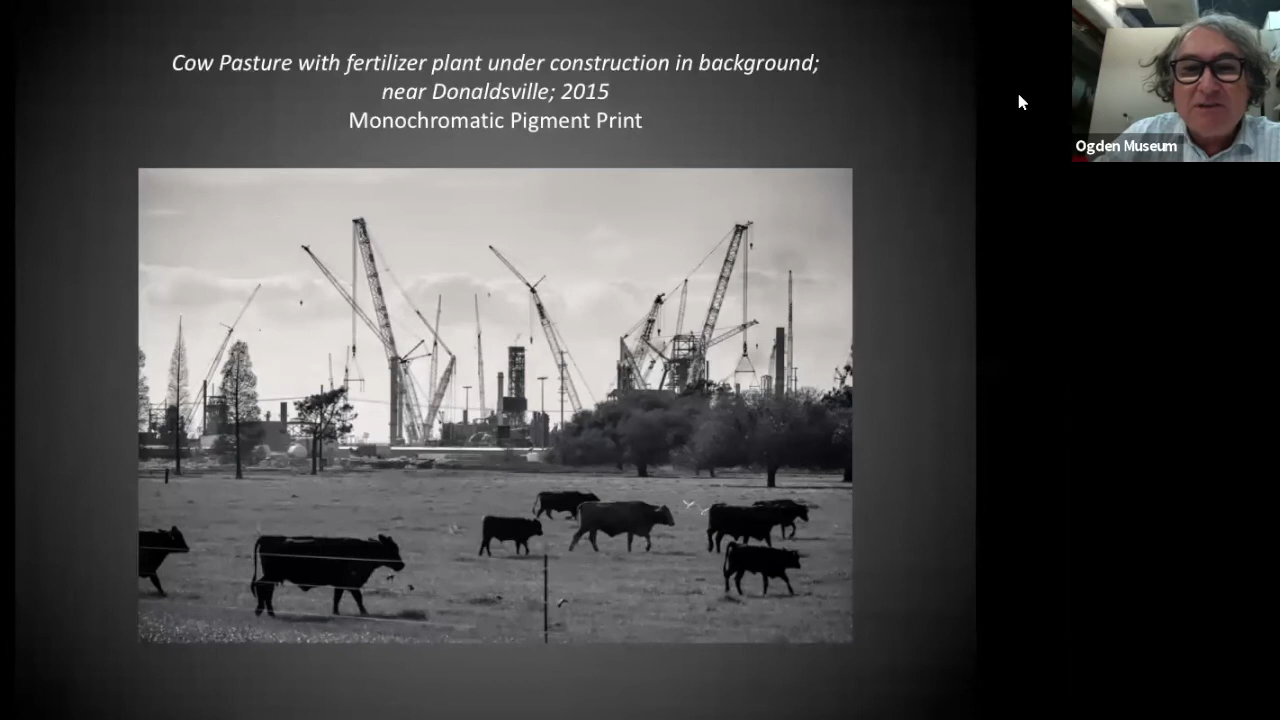 Cow Pasture with fertilizer plant under construction in background;
near Donaldsville; 2015
Monochromatic Pigment Print
Ogden Museum